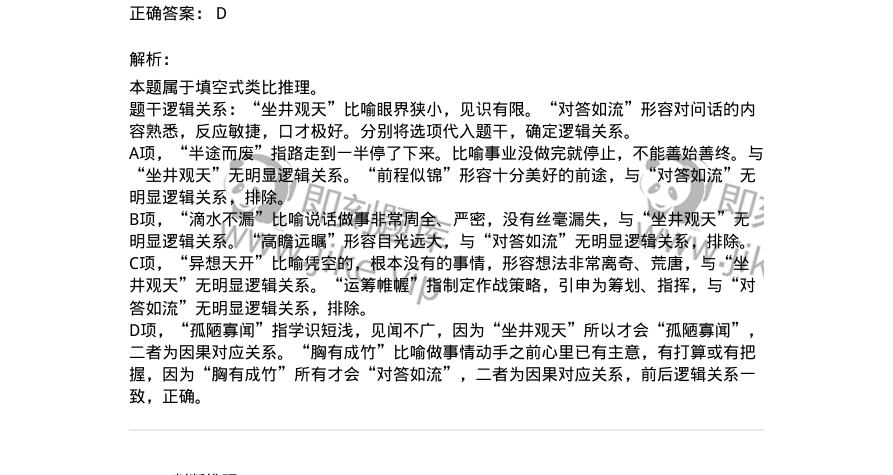 正确答案： D
解析：
本题属于填空式类比推理。
题干逻辑关系：“坐井观天”比喻眼界狭小，见识有限。“对答如流”形容对问话的内
容熟悉，反应敏捷，口才极好。分别将选项代入题干，确定逻辑关系。
A项，“半途而废”指路走到一半停了下来。比喻事业没做完就停止，不能善始善终。与
“坐井观天”无明显逻辑关系。“前程似锦”形容十分美好的前途，与“对答如流”无
明显逻辑关系，排除。
B项，“滴水不漏”比喻说话做事非常周全、严密，没有丝毫漏失，与“坐井观天”无
明显逻辑关系。“高瞻远瞩”形容目光远大，与“对答如流”无明显逻辑关系，排除。
C项，“异想天开”比喻凭空的，根本没有的事情，形容想法非常离奇、荒唐，与“坐
井观天”无明显逻辑关系。“运筹帷幄”指制定作战策略，引申为筹划、指挥，与“对
答如流”无明显逻辑关系，排除。
D项，“孤陋寡闻”指学识短浅，见闻不广，因为“坐井观天”所以才会“孤陋寡闻”，
二者为因果对应关系。“胸有成竹”比喻做事情动手之前心里已有主意，有打算或有把
握，因为“胸有成竹”所有才会“对答如流”，二者为因果对应关系，前后逻辑关系一
致，正确。
即刻题库
www.jike.vip
即刻
www.jik